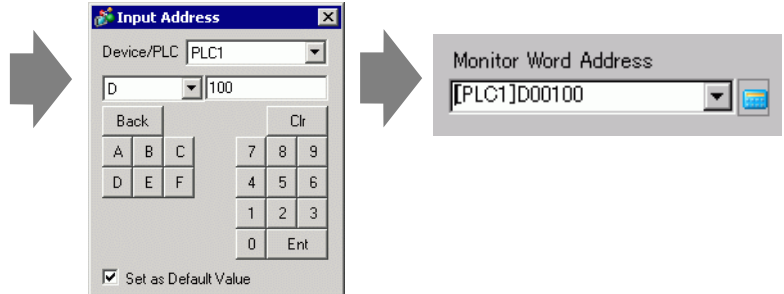 Input Address
Device/PLC PLC1
D 100
Back Clr
A B C 7 8 9
D E F 4 5 6
1 2 3
0 Ent
Set as Default Value
Monitor Word Address
[PLC1]D00100